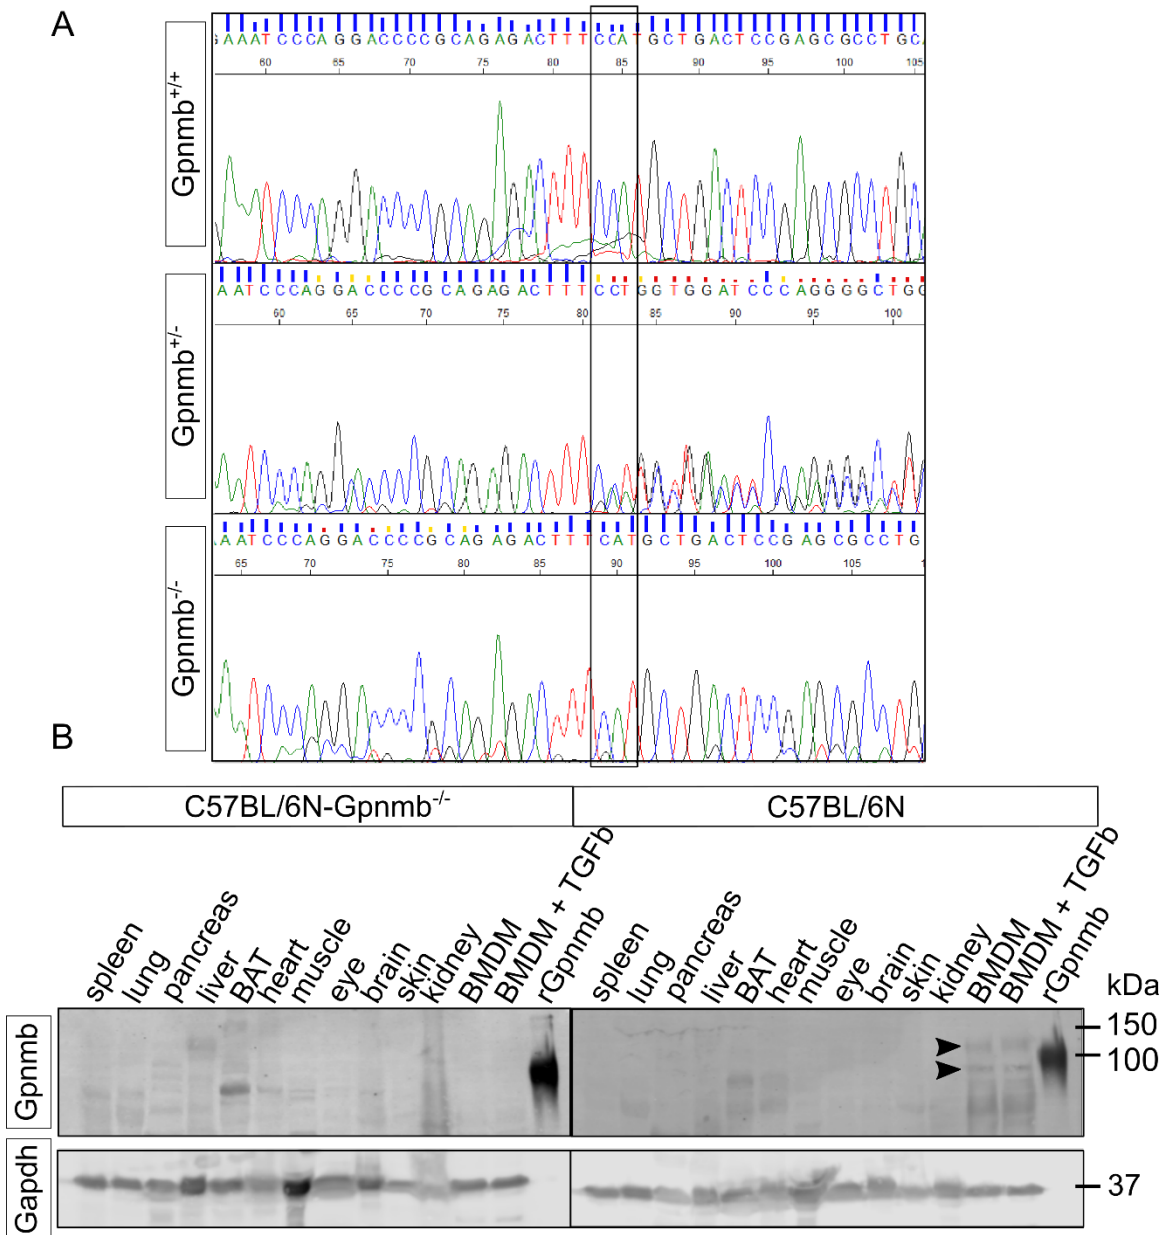 A
Gpnmb+/+
GAAATCCCAGGACCCCGCAGAGACTTTCCATGCTGACTCCGAGCGCCTGCA
60 65 70 75 80 85 90 95 100 105
Gpnmb+/-
AATCCCAGGACCCCGCAGAGACTTTCCTGGTGGATCCCAGGGGCTGG
60 65 70 75 80 85 90 95 100
Gpnmb-/-
AAATCCCAGGACCCCGCAGAGACTTTCATGCTGACTCCGAGCGCCTG
65 70 75 80 85 90 95 100 105 1
B
C57BL/6N-Gpnmb-/- C57BL/6N
spleen lung pancreas liver BAT heart muscle eye brain skin kidney BMDM BMDM + TGFb rGpnmb spleen lung pancreas liver BAT heart muscle eye brain skin kidney BMDM BMDM + TGFb rGpnmb
kDa
Gpnmb
150
100
Gapdh
37